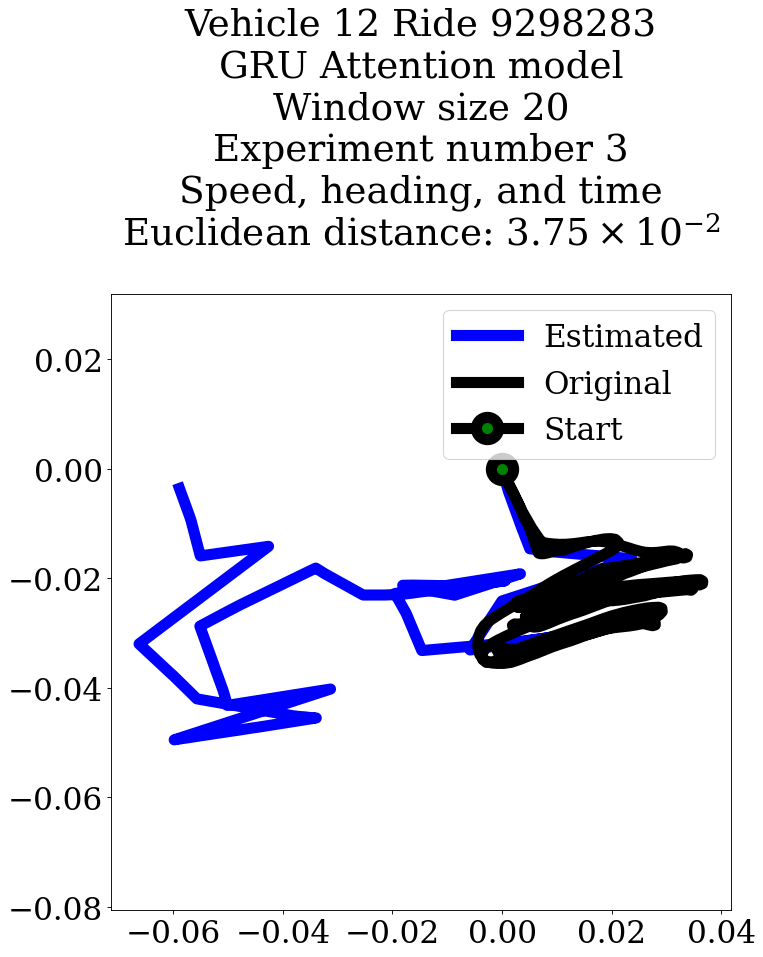 Vehicle 12 Ride 9298283
GRU Attention model
Window size 20
Experiment number 3
Speed, heading, and time
Euclidean distance: 3.75 × 10⁻²
Estimated
Original
Start
0.02
0.00
−0.02
−0.04
−0.06
−0.08
−0.06 −0.04 −0.02 0.00 0.02 0.04